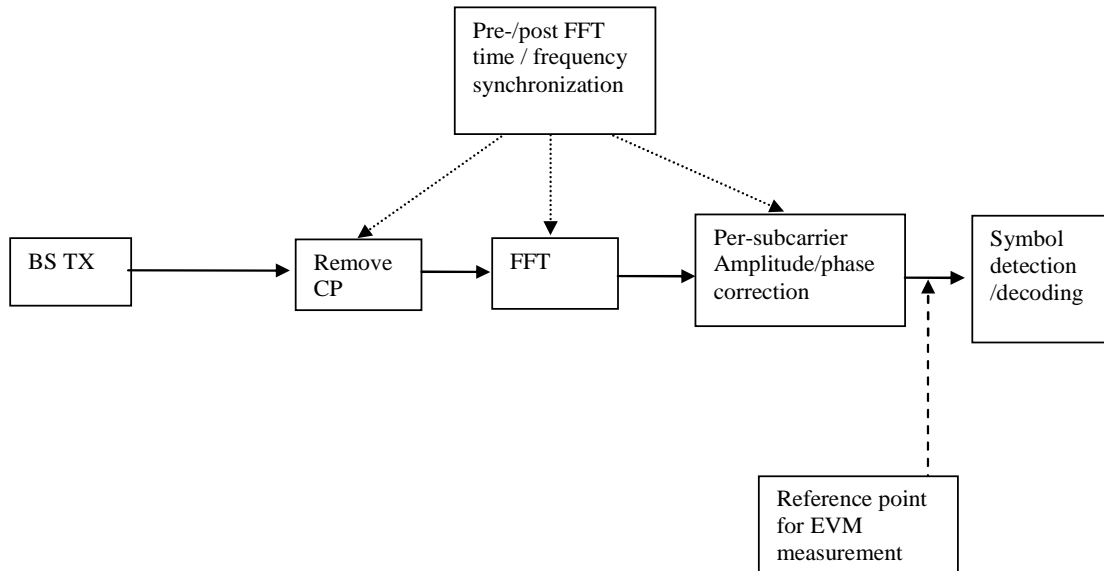 Pre-/post FFT
time / frequency
synchronization
BS TX
Remove
CP
FFT
Per-subcarrier
Amplitude/phase
correction
Symbol
detection
/decoding
Reference point
for EVM
measurement